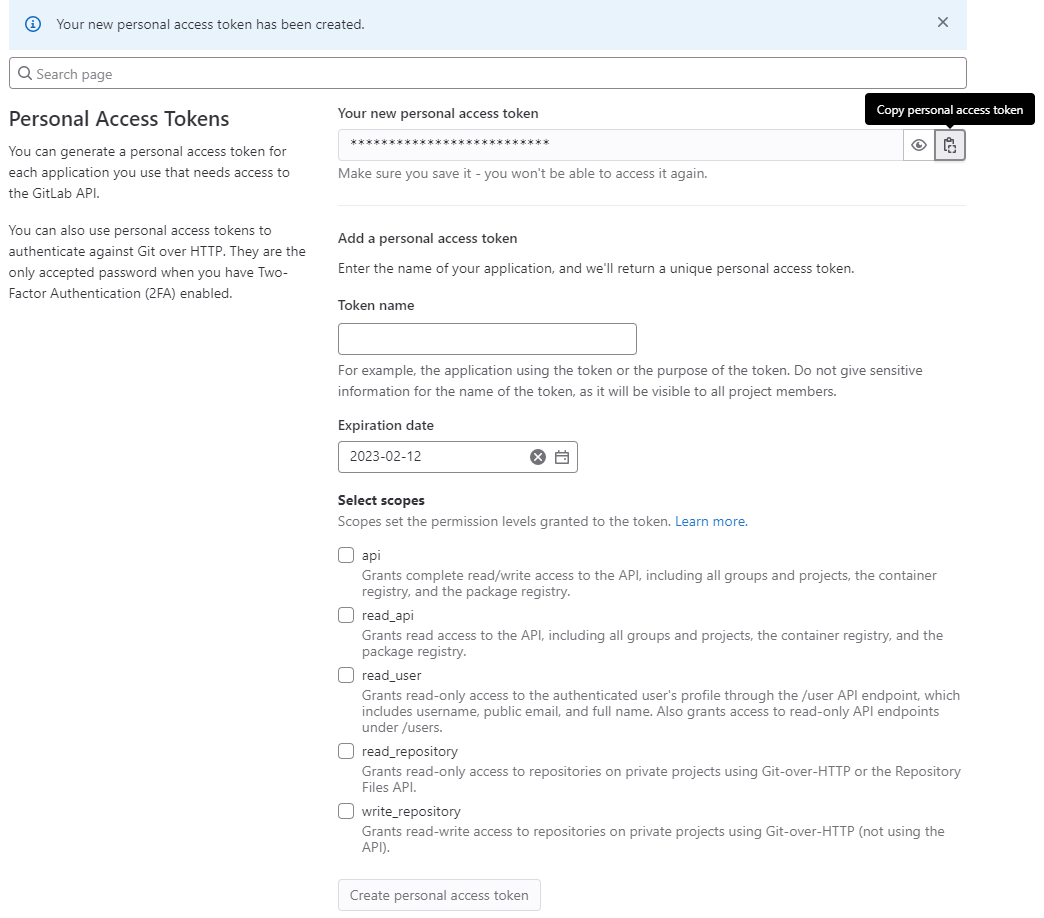 Your new personal access token has been created.
Search page
Personal Access Tokens
You can generate a personal access token for
each application you use that needs access to
the GitLab API.
You can also use personal access tokens to
authenticate against Git over HTTP. They are the
only accepted password when you have Two-
Factor Authentication (2FA) enabled.
Your new personal access token
Copy personal access token
**************************
Make sure you save it - you won't be able to access it again.
Add a personal access token
Enter the name of your application, and we'll return a unique personal access token.
Token name
For example, the application using the token or the purpose of the token. Do not give sensitive
information for the name of the token, as it will be visible to all project members.
Expiration date
2023-02-12
Select scopes
Scopes set the permission levels granted to the token. Learn more.
api
Grants complete read/write access to the API, including all groups and projects, the container
registry, and the package registry.
read_api
Grants read access to the API, including all groups and projects, the container registry, and the
package registry.
read_user
Grants read-only access to the authenticated user's profile through the /user API endpoint, which
includes username, public email, and full name. Also grants access to read-only API endpoints
under /users.
read_repository
Grants read-only access to repositories on private projects using Git-over-HTTP or the Repository
Files API.
write_repository
Grants read-write access to repositories on private projects using Git-over-HTTP (not using the
API).
Create personal access token